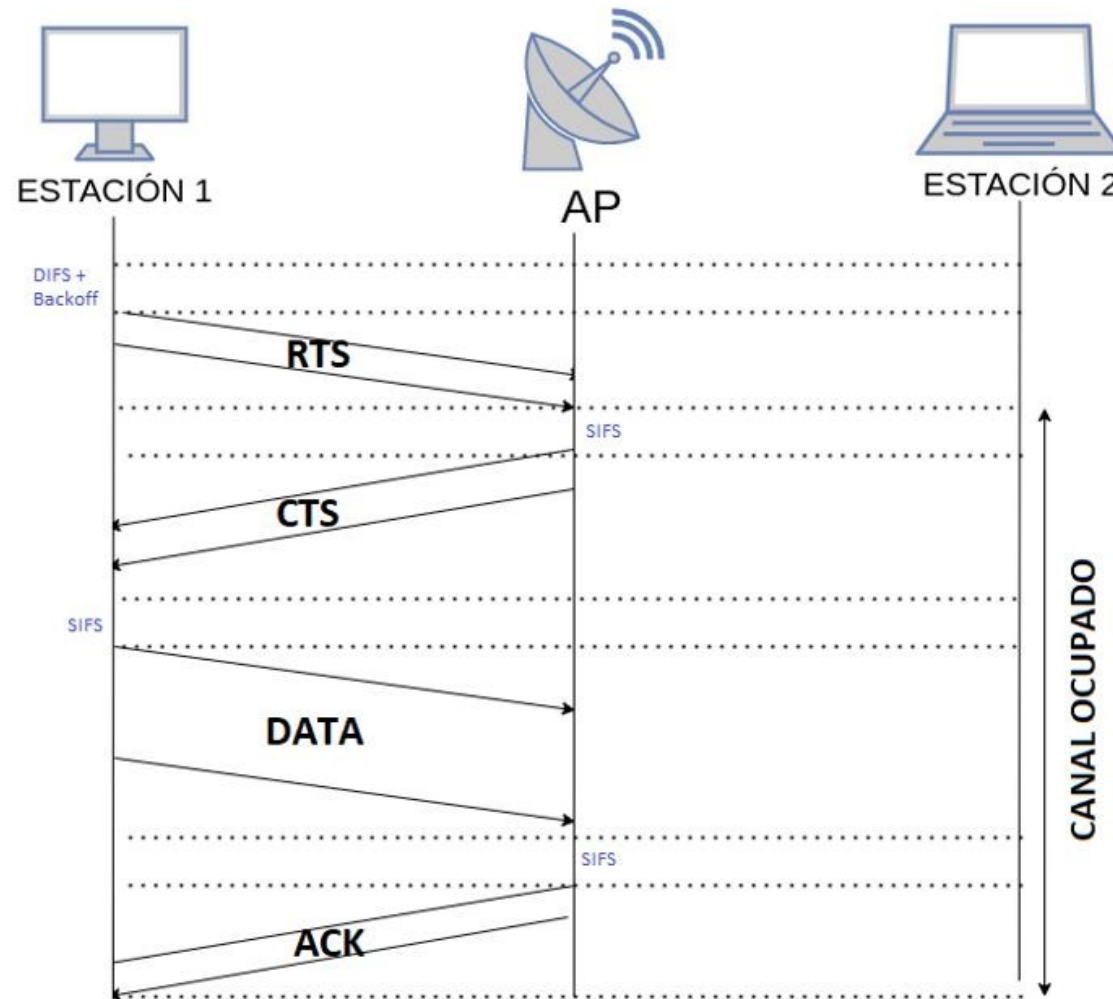 ESTACIÓN 1
AP
ESTACIÓN 2
DIFS +
Backoff
RTS
SIFS
CTS
SIFS
DATA
SIFS
ACK
CANAL OCUPADO